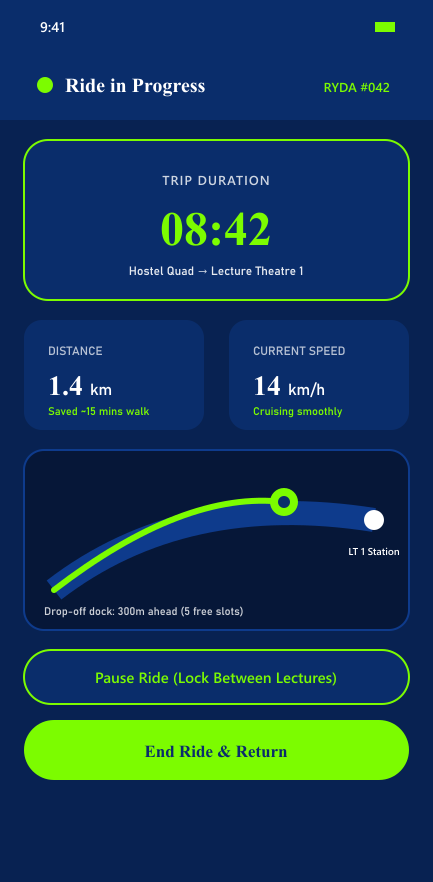 9:41
Ride in Progress
RYDA #042
TRIP DURATION
08:42
Hostel Quad → Lecture Theatre 1
DISTANCE
1.4 km
Saved ~15 mins walk
CURRENT SPEED
14 km/h
Cruising smoothly
LT 1 Station
Drop-off dock: 300m ahead (5 free slots)
Pause Ride (Lock Between Lectures)
End Ride & Return